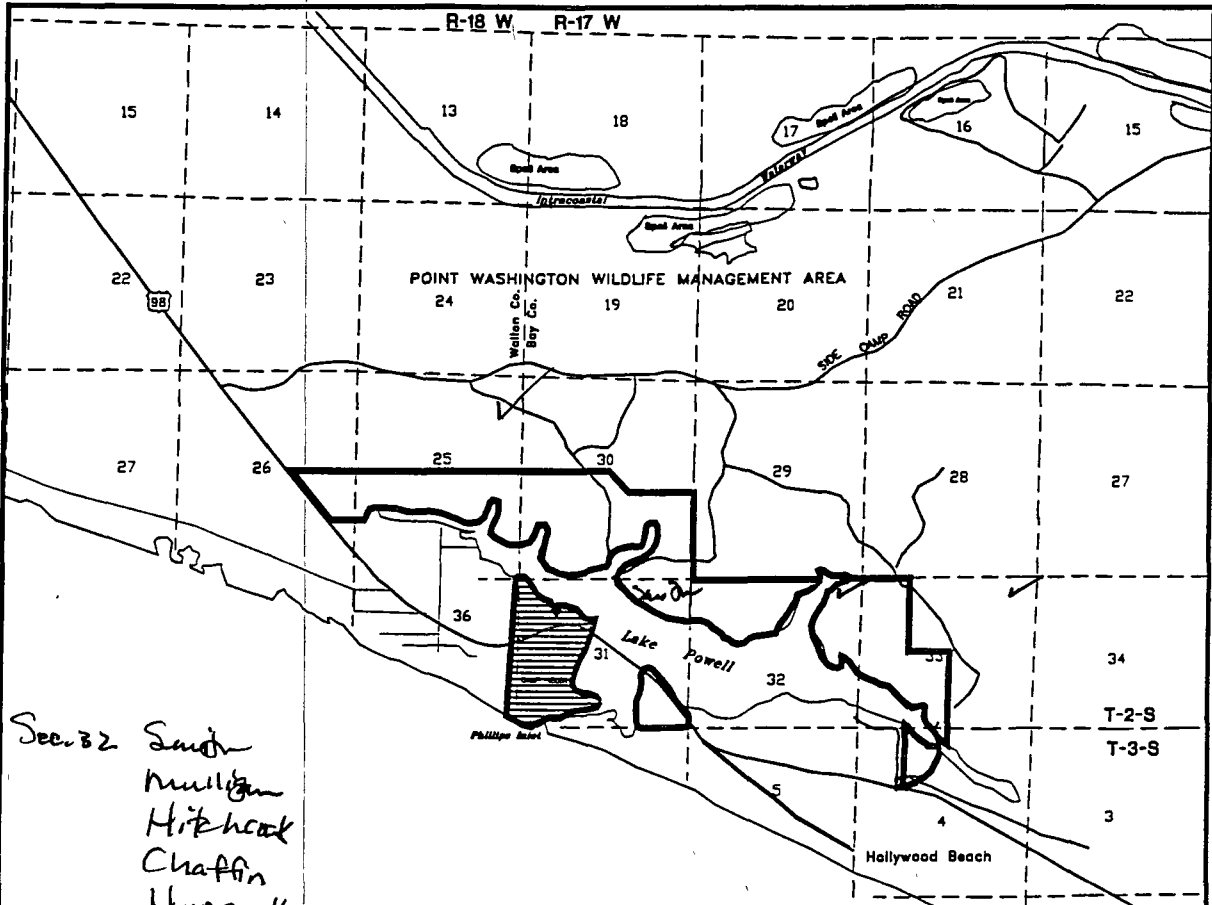 R-18 W R-17 W
15 14 13 18 17 16 15
Spoil Area
Spoil Area
Spoil Area
Intracoastal Waterway
Spoil Area
POINT WASHINGTON WILDLIFE MANAGEMENT AREA
22 23 24 19 20 21 22
98
Walton Co.
Bay Co.
SIDE CAMP ROAD
27 26 25 30 29 28 27
36 31 32 33 34
Lake Powell
T-2-S
T-3-S
Phillips Inlet
5 4 3
Hollywood Beach
Sec. 32
Hitchcock
Chaffin